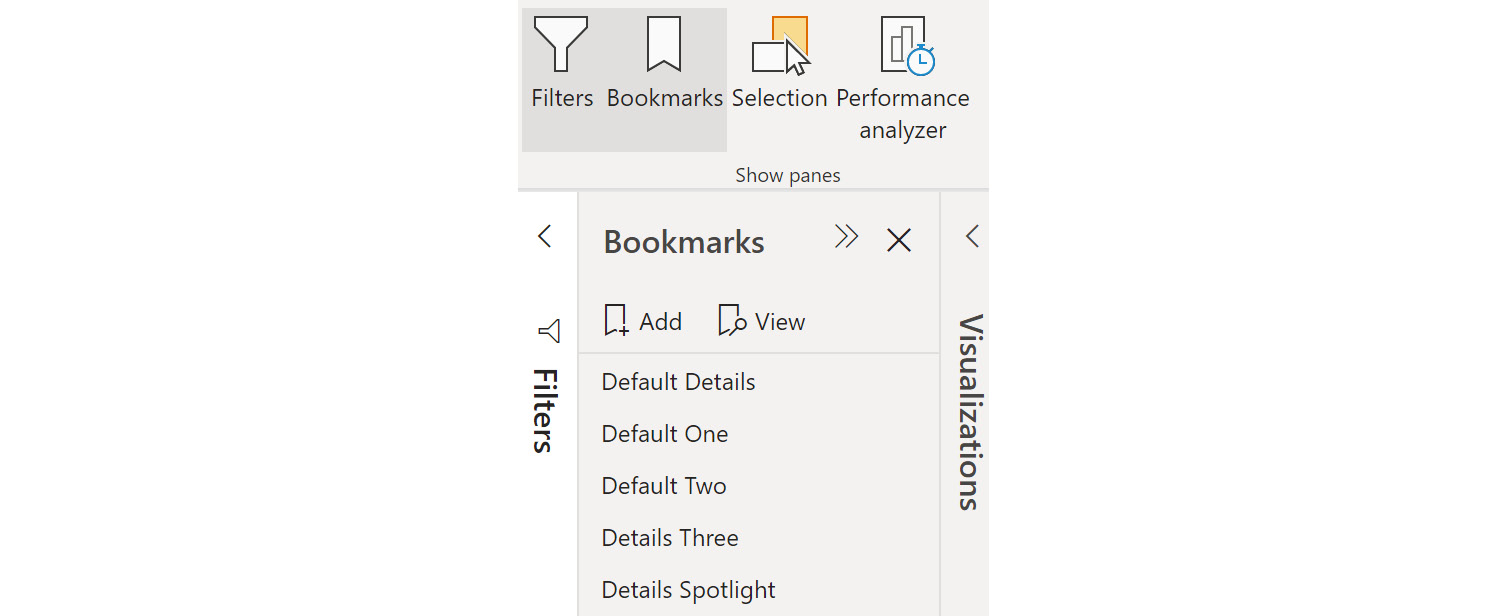 Filters Bookmarks Selection Performance
analyzer
Show panes
Bookmarks
Add View
Filters
Visualizations
Default Details
Default One
Default Two
Details Three
Details Spotlight